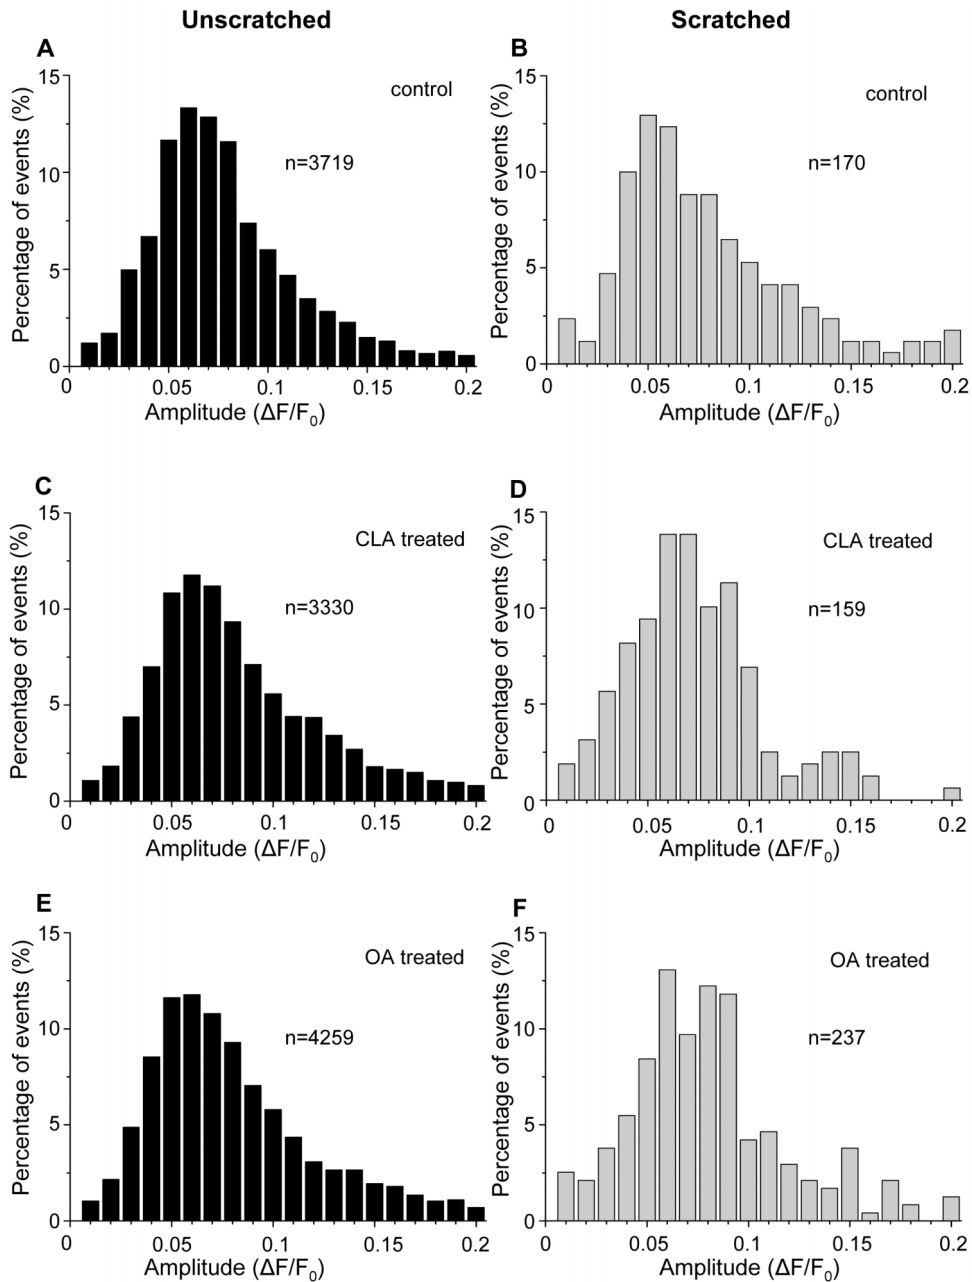 Unscratched
Scratched
A
15
10
5
0
Percentage of events (%)
control
n=3719
0 0.05 0.1 0.15 0.2
Amplitude (ΔF/F₀)
B
15
10
5
0
Percentage of events (%)
control
n=170
0 0.05 0.1 0.15 0.2
Amplitude (ΔF/F₀)
C
15
10
5
0
Percentage of events (%)
CLA treated
n=3330
0 0.05 0.1 0.15 0.2
Amplitude (ΔF/F₀)
D
15
10
5
0
Percentage of events (%)
CLA treated
n=159
0 0.05 0.1 0.15 0.2
Amplitude (ΔF/F₀)
E
15
10
5
0
Percentage of events (%)
OA treated
n=4259
0 0.05 0.1 0.15 0.2
Amplitude (ΔF/F₀)
F
15
10
5
0
Percentage of events (%)
OA treated
n=237
0 0.05 0.1 0.15 0.2
Amplitude (ΔF/F₀)